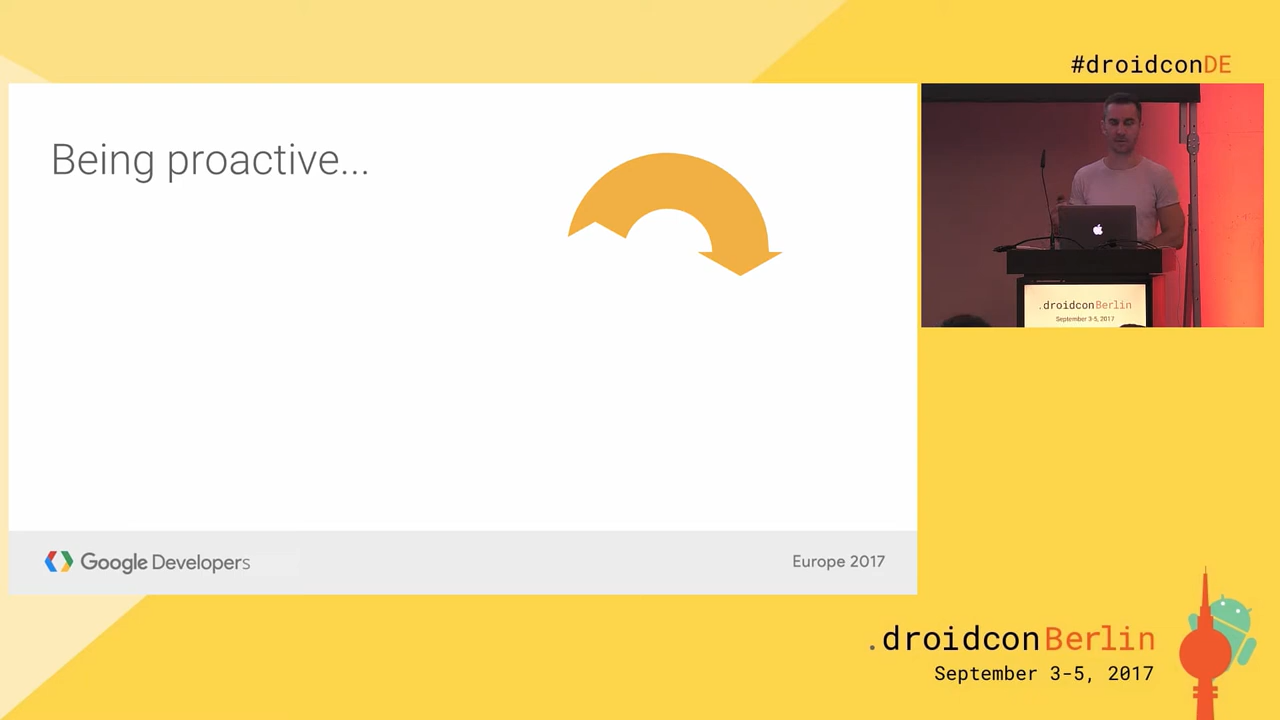 #droidconDE
Being proactive...
.droidconBerlin
September 3-5, 2017
Google Developers
Europe 2017
.droidconBerlin
September 3-5, 2017